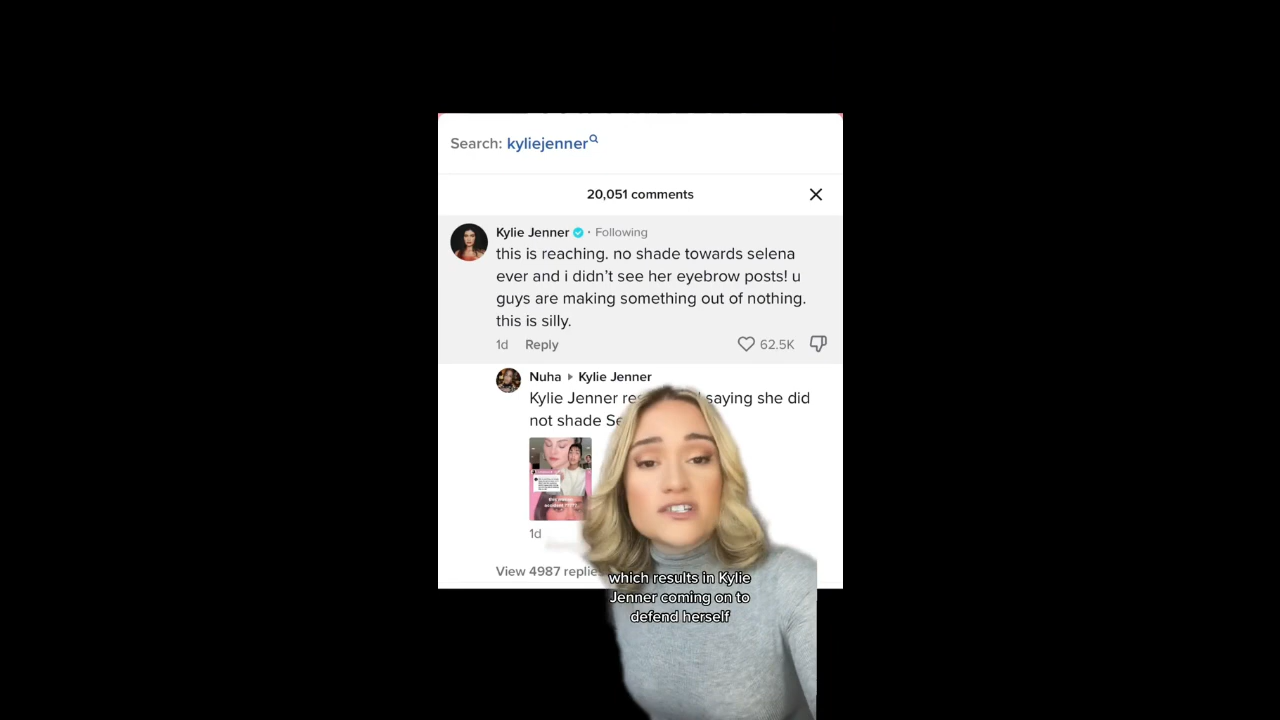 Search: kyliejenner
20,051 comments
Kylie Jenner · Following
this is reaching. no shade towards selena
ever and i didn't see her eyebrow posts! u
guys are making something out of nothing.
this is silly.
1d Reply 62.5K
Nuha Kylie Jenner
Kylie Jenner saying she did
not shade
1d
View 4987
which results in Kylie
Jenner coming on to
defend herself